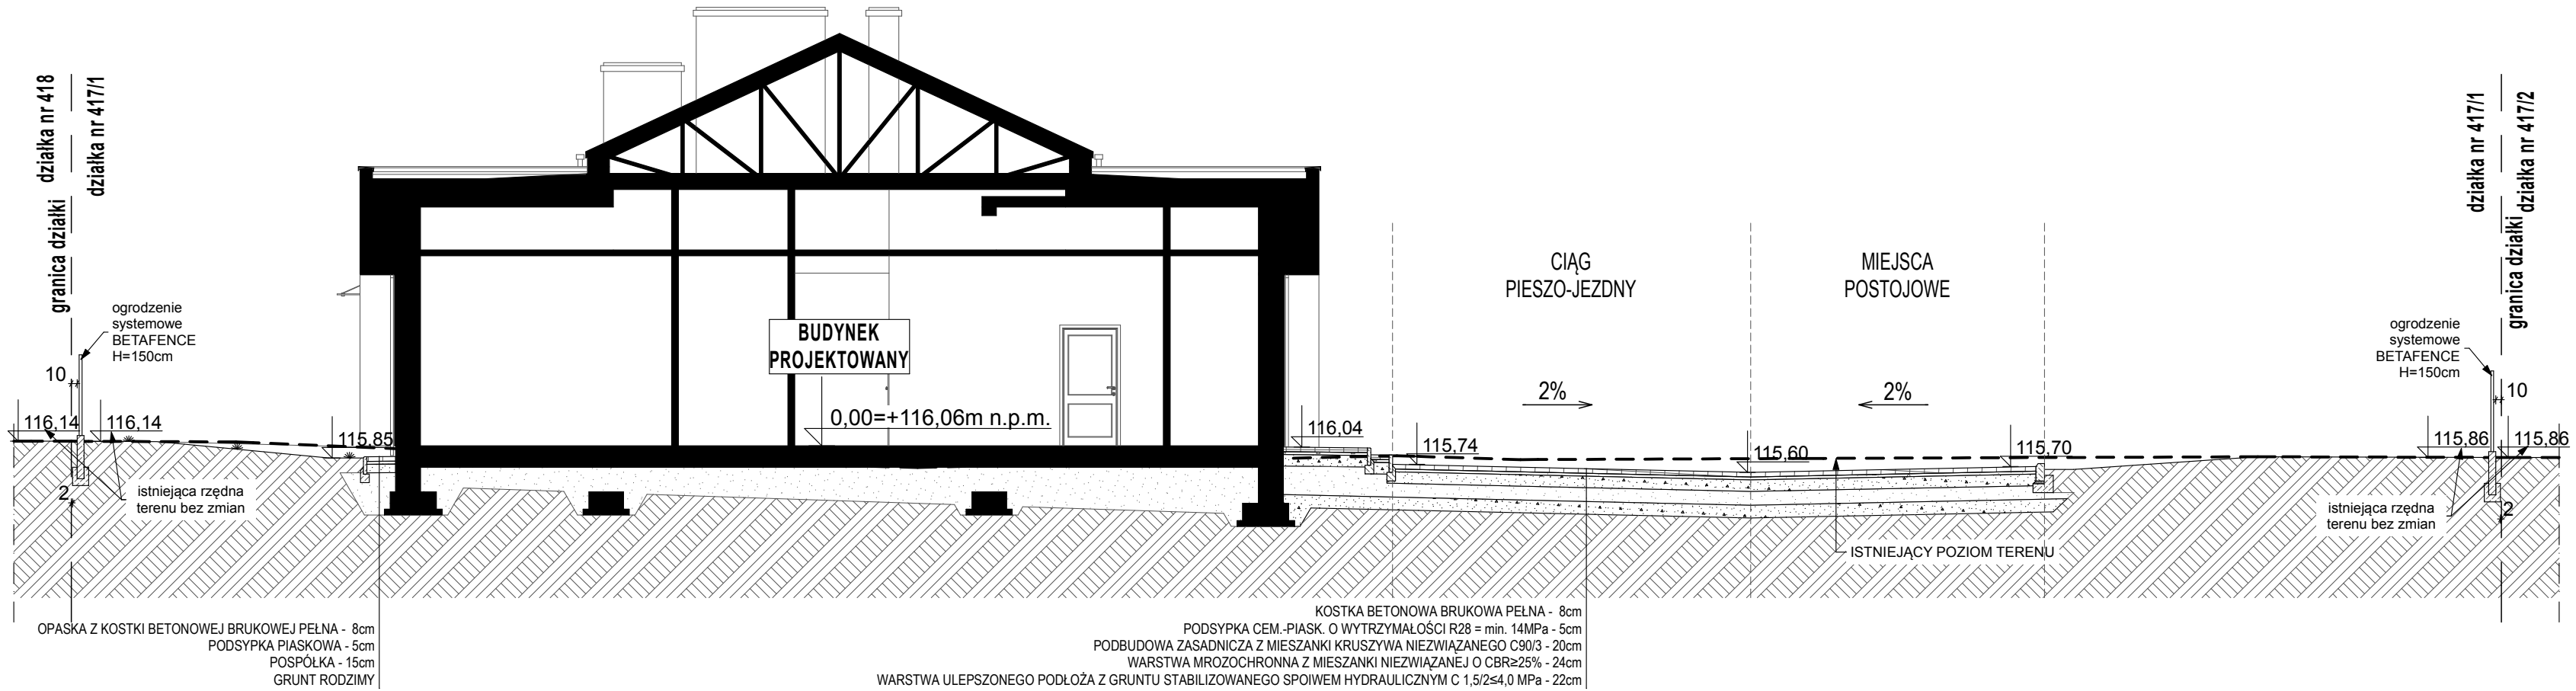 działka nr 418
działka nr 417/1
granica działki
ogrodzenie
systemowe
BETAFENCE
H=150cm
10
116,14
116,14
115,85
2
istniejąca rzędna
terenu bez zmian
BUDYNEK
PROJEKTOWANY
0,00=+116,06m n.p.m.
116,04
115,74
115,60
115,70
CIĄG
PIESZO-JEZDNY
MIEJSCA
POSTOJOWE
2%
2%
ISTNIEJĄCY POZIOM TERENU
działka nr 417/1
działka nr 417/2
granica działki
ogrodzenie
systemowe
BETAFENCE
H=150cm
10
115,86
115,86
2
istniejąca rzędna
terenu bez zmian
OPASKA Z KOSTKI BETONOWEJ BRUKOWEJ PEŁNA - 8cm
PODSYPKA PIASKOWA - 5cm
POSPÓŁKA - 15cm
GRUNT RODZIMY
KOSTKA BETONOWA BRUKOWA PEŁNA - 8cm
PODSYPKA CEM.-PIASK. O WYTRZYMAŁOŚCI R28 = min. 14MPa - 5cm
PODBUDOWA ZASADNICZA Z MIESZANKI KRUSZYWA NIEZWIĄZANEGO C90/3 - 20cm
WARSTWA MROZOCHRONNA Z MIESZANKI NIEZWIĄZANEJ O CBR≥25% - 24cm
WARSTWA ULEPSZONEGO PODŁOŻA Z GRUNTU STABILIZOWANEGO SPOIWEM HYDRAULICZNYM C 1,5/2≤4,0 MPa - 22cm